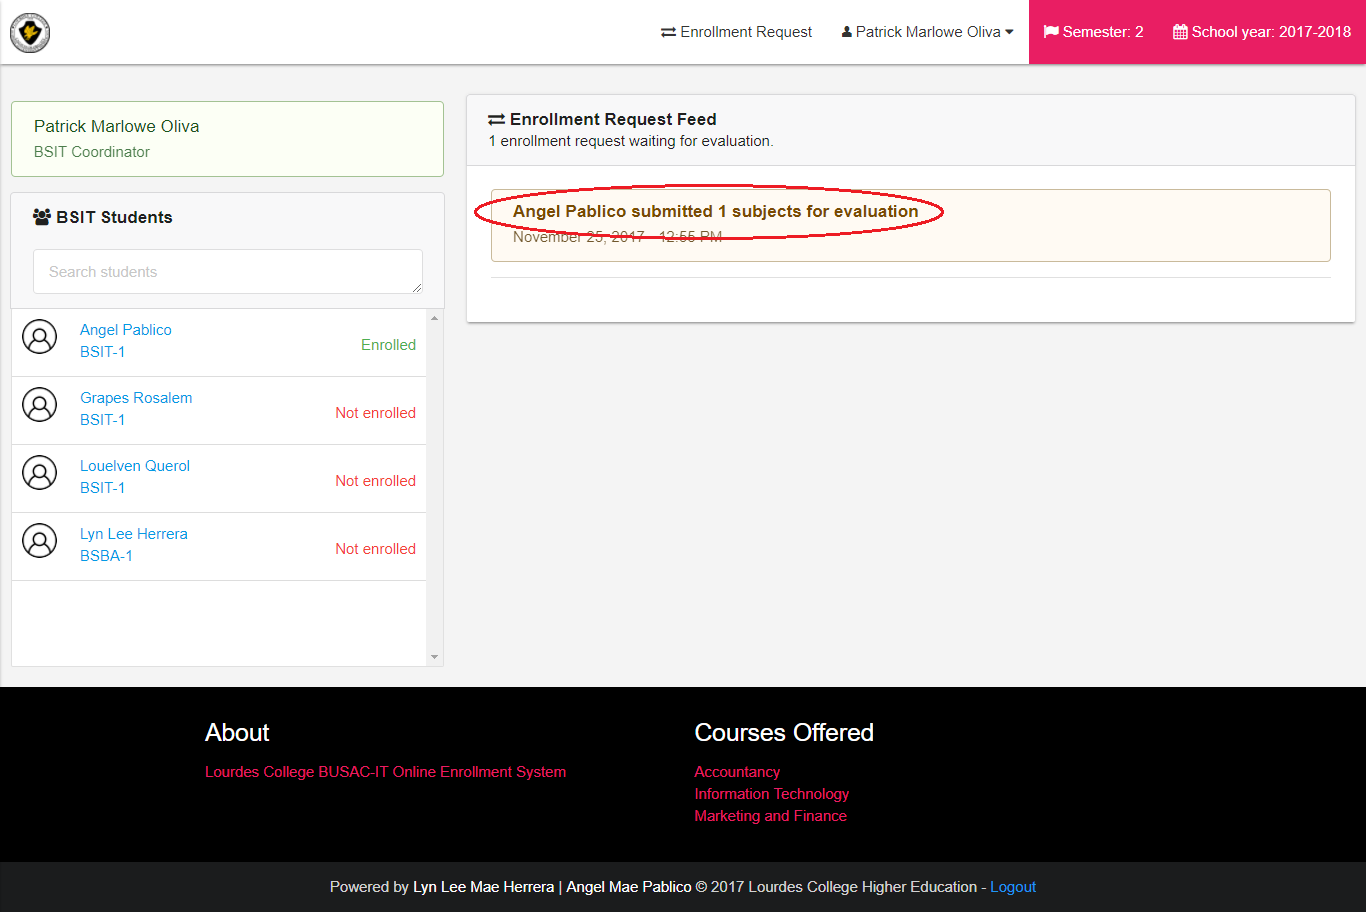 Enrollment Request
Patrick Marlowe Oliva
Semester: 2
School year: 2017-2018
Patrick Marlowe Oliva
BSIT Coordinator
BSIT Students
Search students
Angel Pablico
BSIT-1
Enrolled
Grapes Rosalem
BSIT-1
Not enrolled
Louelven Querol
BSIT-1
Not enrolled
Lyn Lee Herrera
BSBA-1
Not enrolled
Enrollment Request Feed
1 enrollment request waiting for evaluation.
Angel Pablico submitted 1 subjects for evaluation
November 25, 2017 - 12:55 PM
About
Lourdes College BUSAC-IT Online Enrollment System
Courses Offered
Accountancy
Information Technology
Marketing and Finance
Powered by Lyn Lee Mae Herrera | Angel Mae Pablico © 2017 Lourdes College Higher Education - Logout